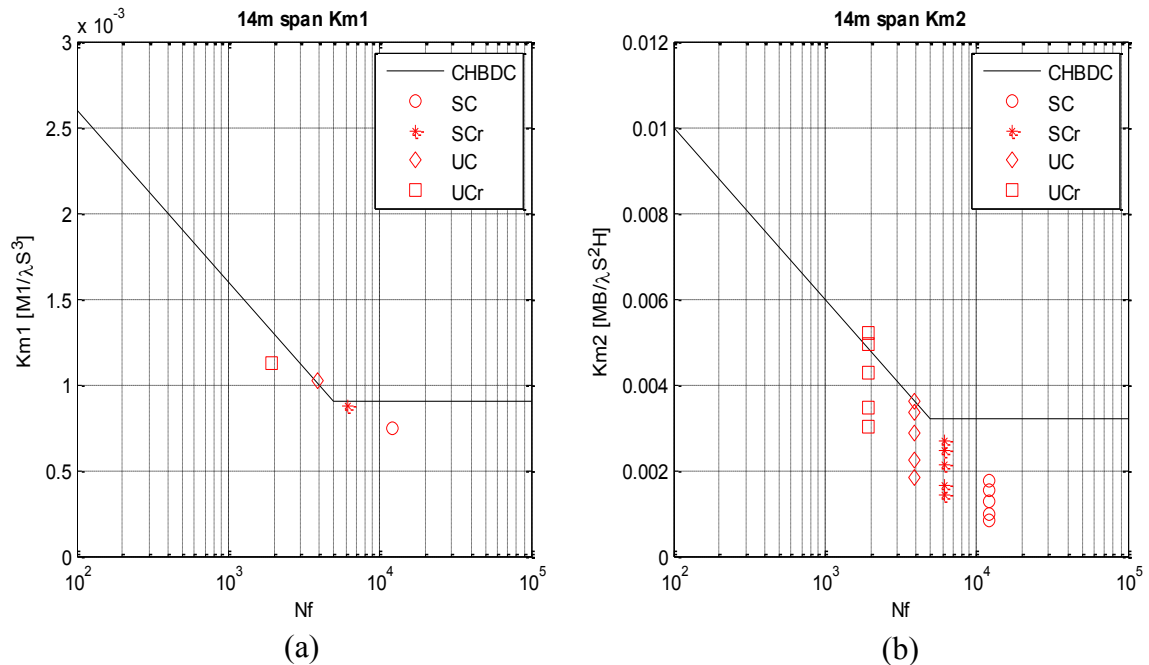 14m span Km1
x 10^-3
3
2.5
2
1.5
1
0.5
0
Km1 [M1/λS^3]
10^2 10^3 10^4 10^5
Nf
CHBDC
SC
SCr
UC
UCr
(a)
14m span Km2
0.012
0.01
0.008
0.006
0.004
0.002
0
Km2 [MB/λS^2H]
10^2 10^3 10^4 10^5
Nf
CHBDC
SC
SCr
UC
UCr
(b)